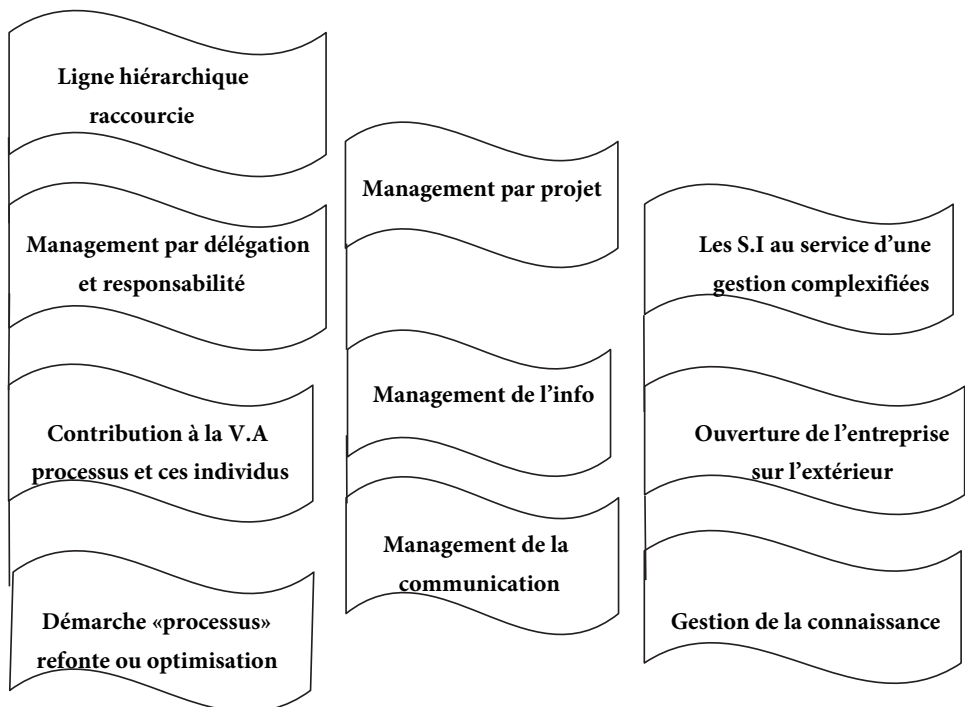 Ligne hiérarchique
raccourcie
Management par délégation
et responsabilité
Contribution à la V.A
processus et ces individus
Démarche «processus»
refonte ou optimisation
Management par projet
Management de l'info
Management de la
communication
Les S.I au service d'une
gestion complexifiées
Ouverture de l'entreprise
sur l'extérieur
Gestion de la connaissance